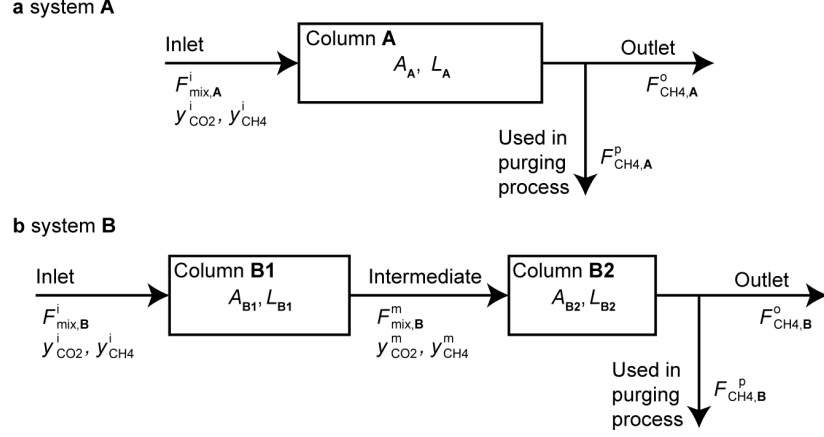 a system A
Inlet
Column A
A_A, L_A
Outlet
F^i_mix,A
y^i_CO2, y^i_CH4
F^o_CH4,A
Used in
purging
process
F^p_CH4,A
b system B
Inlet
Column B1
A_B1, L_B1
Intermediate
Column B2
A_B2, L_B2
Outlet
F^i_mix,B
y^i_CO2, y^i_CH4
F^m_mix,B
y^m_CO2, y^m_CH4
F^o_CH4,B
Used in
purging
process
F^p_CH4,B